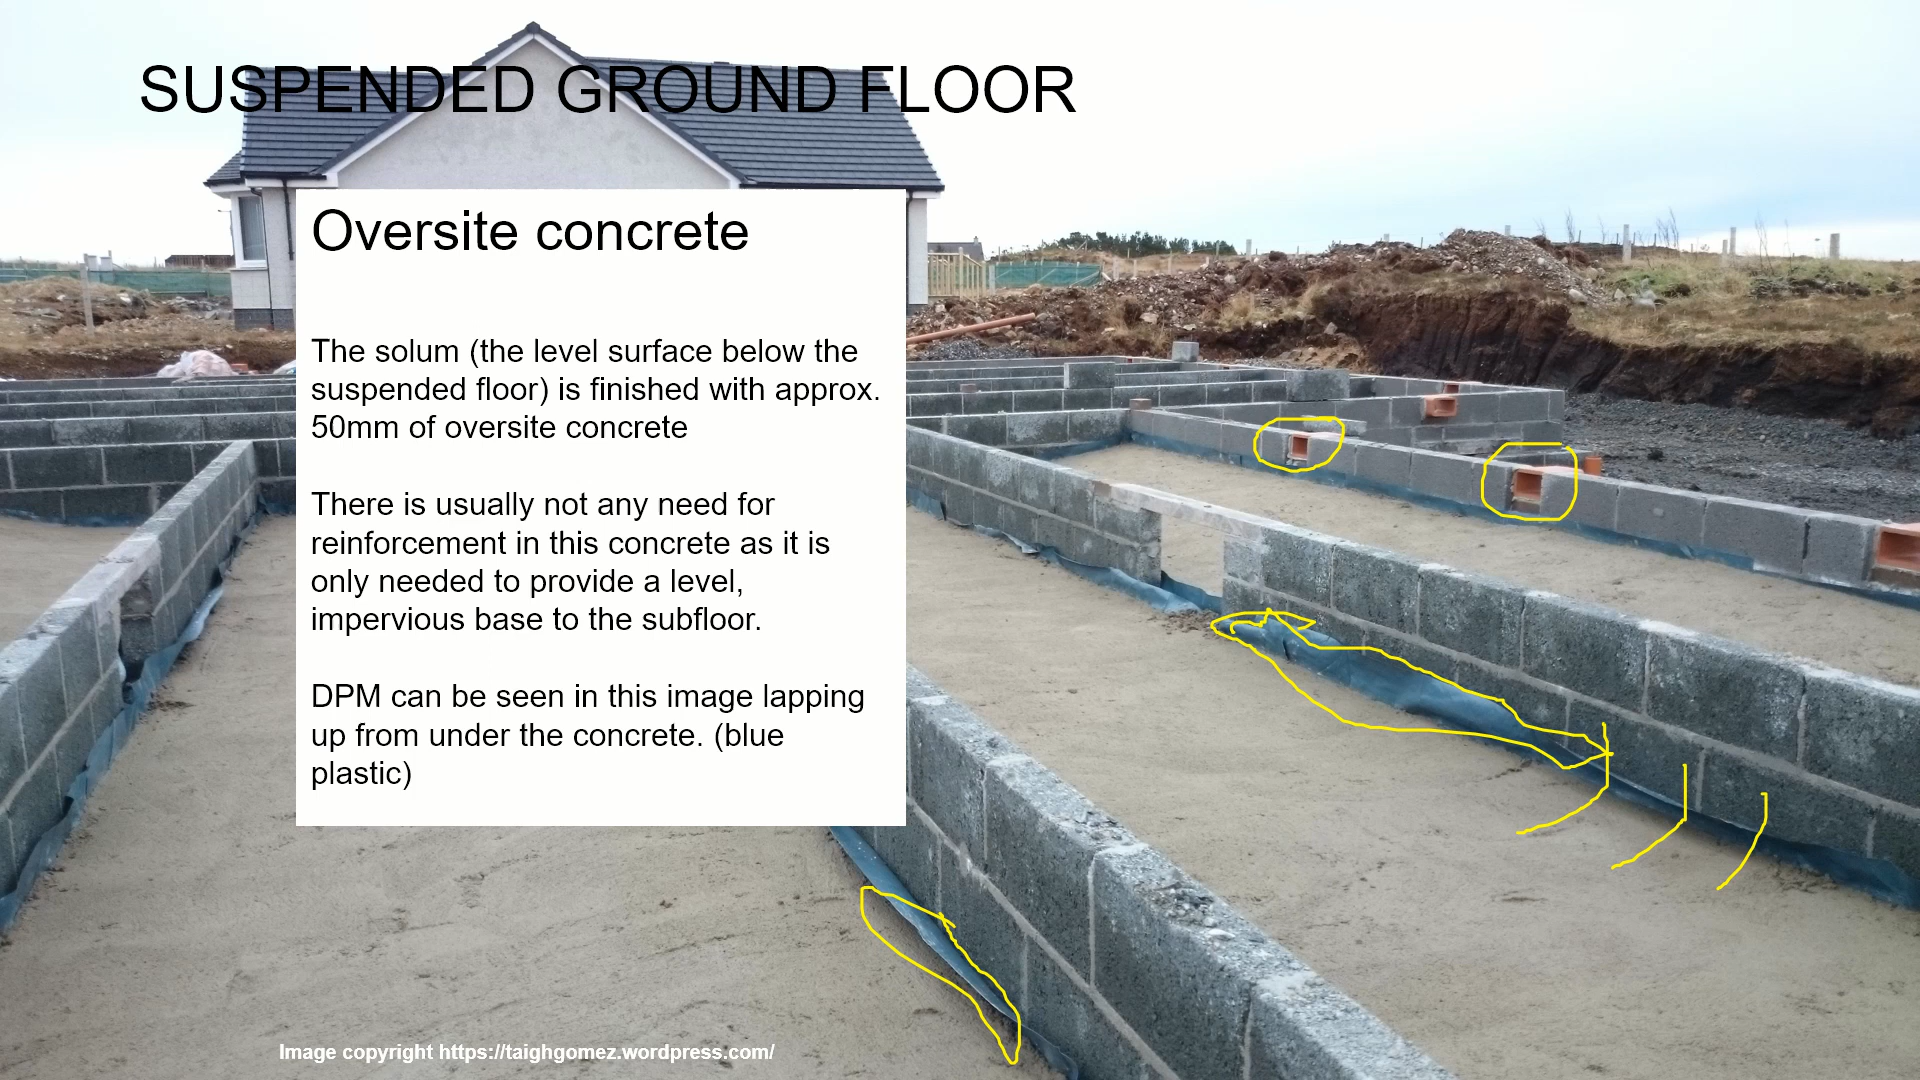 SUSPENDED GROUND FLOOR
Oversite concrete
The solum (the level surface below the
suspended floor) is finished with approx.
50mm of oversite concrete
There is usually not any need for
reinforcement in this concrete as it is
only needed to provide a level,
impervious base to the subfloor.
DPM can be seen in this image lapping
up from under the concrete. (blue
plastic)
Image copyright https://taighgomez.wordpress.com/